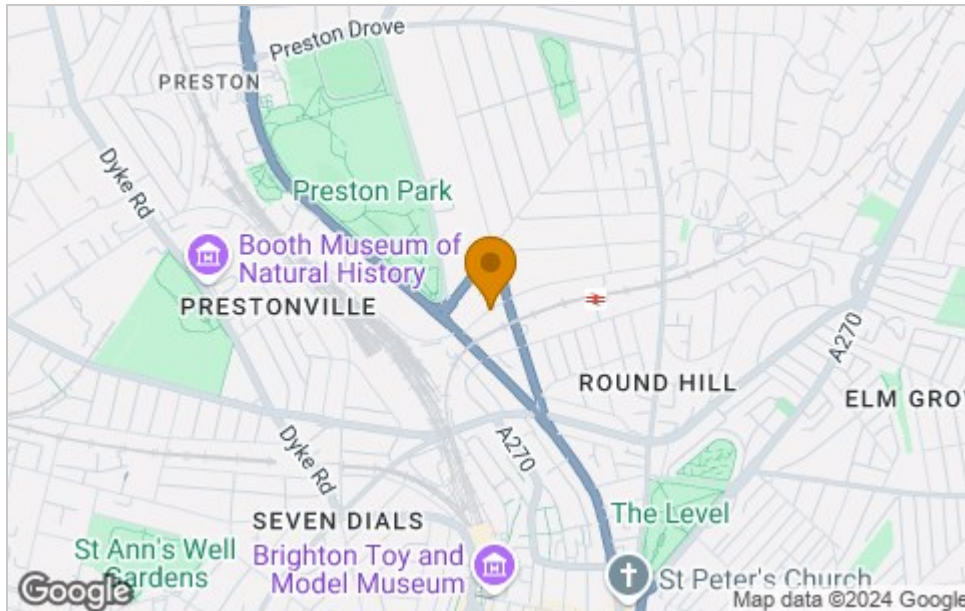 Preston Drove
PRESTON
Dyke Rd
Preston Park
Booth Museum of
Natural History
PRESTONVILLE
A270
ROUND HILL
ELM GRO
Dyke Rd
A270
SEVEN DIALS
The Level
St Ann's Well
Gardens
Brighton Toy and
Model Museum
St Peter's Church
Google
Map data ©2024 Google